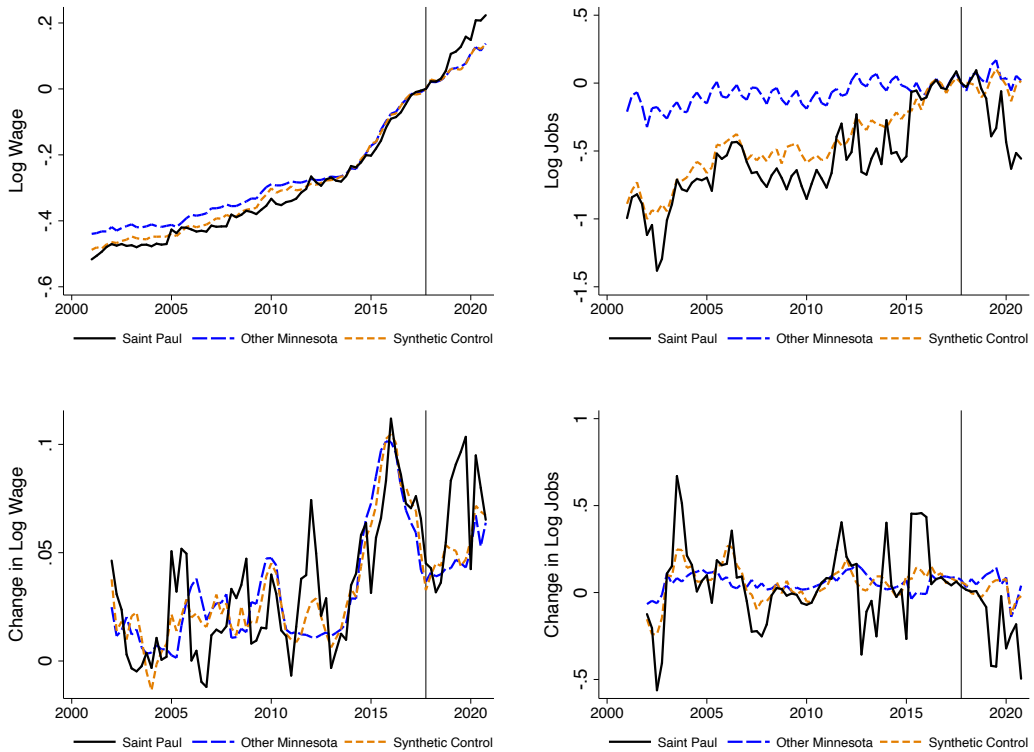 Log Wage
.2
0
-.2
-.4
-.6
2000 2005 2010 2015 2020
Saint Paul Other Minnesota Synthetic Control
Log Jobs
.5
0
-.5
-1
-1.5
2000 2005 2010 2015 2020
Saint Paul Other Minnesota Synthetic Control
Change in Log Wage
.1
.05
0
2000 2005 2010 2015 2020
Saint Paul Other Minnesota Synthetic Control
Change in Log Jobs
1
.5
0
-.5
2000 2005 2010 2015 2020
Saint Paul Other Minnesota Synthetic Control